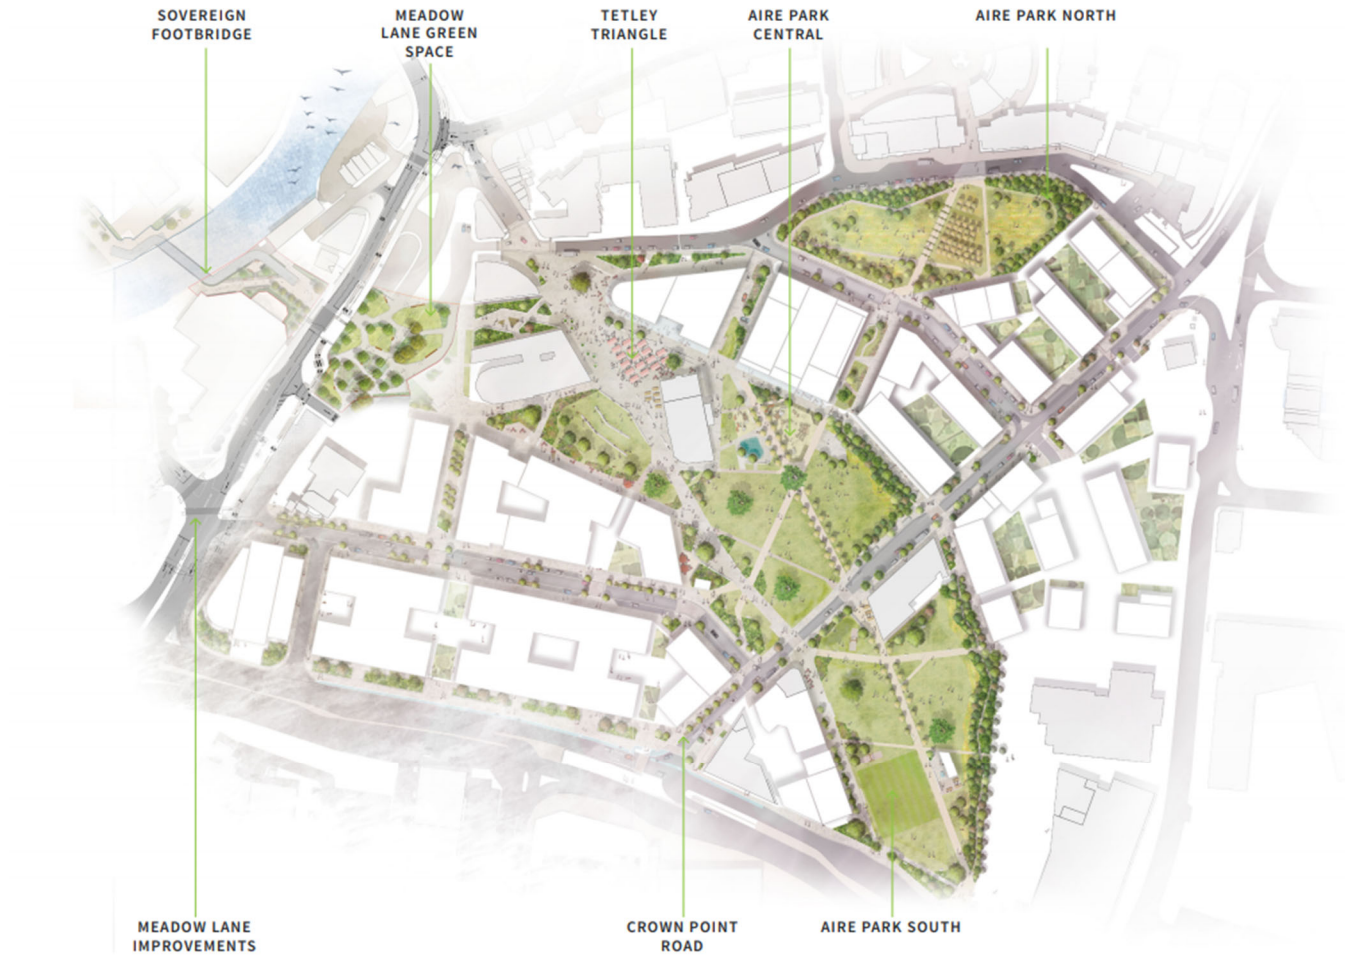 SOVEREIGN
FOOTBRIDGE
MEADOW
LANE GREEN
SPACE
TETLEY
TRIANGLE
AIRE PARK
CENTRAL
AIRE PARK NORTH
MEADOW LANE
IMPROVEMENTS
CROWN POINT
ROAD
AIRE PARK SOUTH